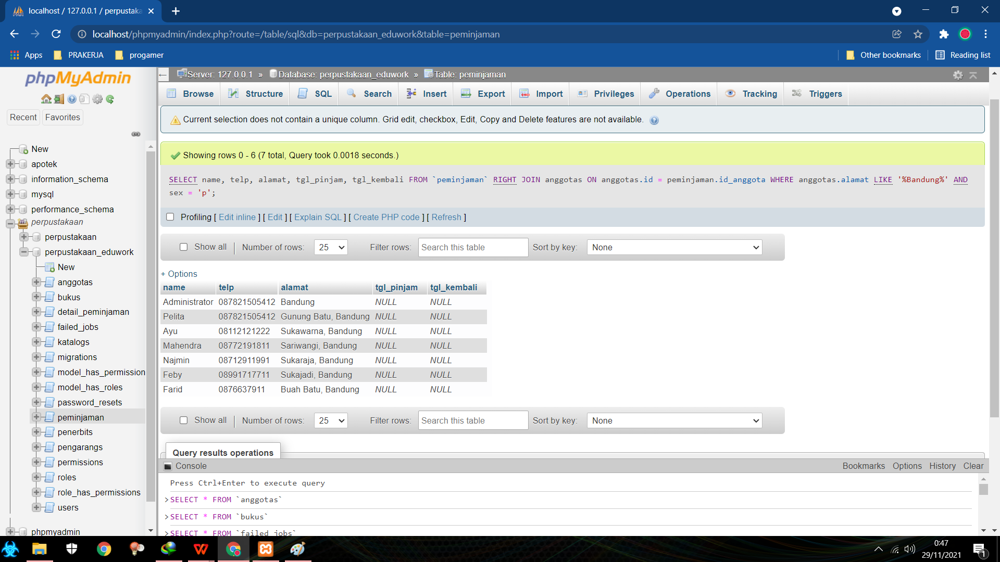 localhost / 127.0.0.1 / perpustaka
localhost/phpmyadmin/index.php?route=/table/sql&db=perpustakaan_eduwork&table=peminjaman
Apps
PRAKERJA
progamer
Other bookmarks
Reading list
phpMyAdmin
Recent
Favorites
New
apotek
information_schema
mysql
performance_schema
perpustakaan
perpustakaan
perpustakaan_eduwork
New
anggotas
bukus
detail_peminjaman
failed_jobs
katalogs
migrations
model_has_permission
model_has_roles
password_resets
peminjaman
penerbits
pengarangs
permissions
roles
role_has_permissions
users
phpmyadmin
Server: 127.0.0.1 » Database: perpustakaan_eduwork » Table: peminjaman
Browse Structure SQL Search Insert Export Import Privileges Operations Tracking Triggers
Current selection does not contain a unique column. Grid edit, checkbox, Edit, Copy and Delete features are not available.
Showing rows 0 - 6 (7 total, Query took 0.0018 seconds.)
SELECT name, telp, alamat, tgl_pinjam, tgl_kembali FROM `peminjaman` RIGHT JOIN anggotas ON anggotas.id = peminjaman.id_anggota WHERE anggotas.alamat LIKE '%Bandung%' AND
sex = 'p';
Profiling [ Edit inline ] [ Edit ] [ Explain SQL ] [ Create PHP code ] [ Refresh ]
Show all | Number of rows: 25 Filter rows: Search this table Sort by key: None
+ Options
name telp alamat tgl_pinjam tgl_kembali
Administrator 087821505412 Bandung NULL NULL
Pelita 087821505412 Gunung Batu, Bandung NULL NULL
Ayu 08112121222 Sukawarna, Bandung NULL NULL
Mahendra 08772191811 Sariwangi, Bandung NULL NULL
Najmin 08712911991 Sukaraja, Bandung NULL NULL
Feby 08991717711 Sukajadi, Bandung NULL NULL
Farid 0876637911 Buah Batu, Bandung NULL NULL
Show all | Number of rows: 25 Filter rows: Search this table Sort by key: None
Query results operations
Console Bookmarks Options History Clear
Press Ctrl+Enter to execute query
>SELECT * FROM `anggotas`
>SELECT * FROM `bukus`
>SELECT * FROM `failed_jobs`
0:47
29/11/2021
1